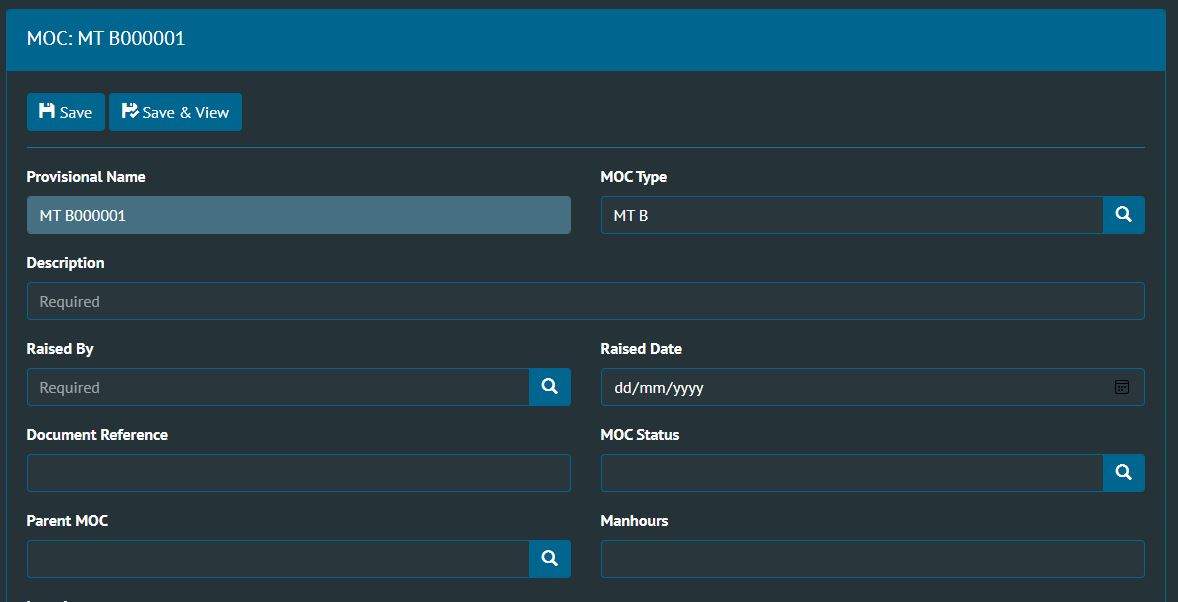 MOC: MT B000001
Save Save & View
Provisional Name MOC Type
MT B000001 MT B
Description
Required
Raised By Raised Date
Required dd/mm/yyyy
Document Reference MOC Status
Parent MOC Manhours